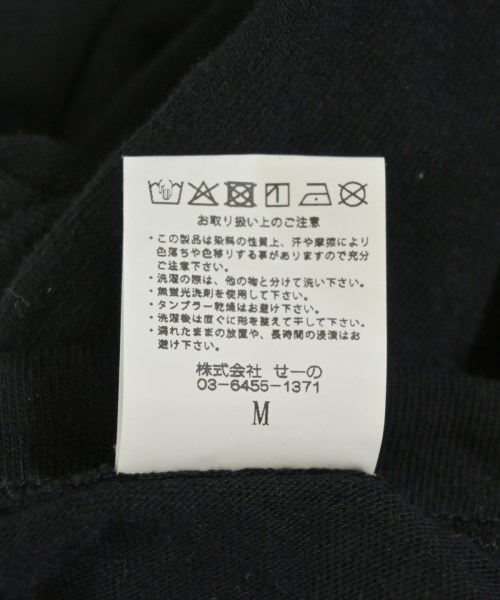 お取り扱い上のご注意
・この製品は染料の性質上、汗や摩擦により
色落ちや色移りする事がありますので充分
ご注意下さい。
・洗濯の際は、他の物と分けて洗い下さい。
・無蛍光洗剤を使用して下さい。
・タンブラー乾燥はお避け下さい。
・洗濯後は直ぐに形を整えて干して下さい。
・濡れたままの放置や、長時間の浸漬はお
避け下さい。
株式会社 せーの
03-6455-1371
M